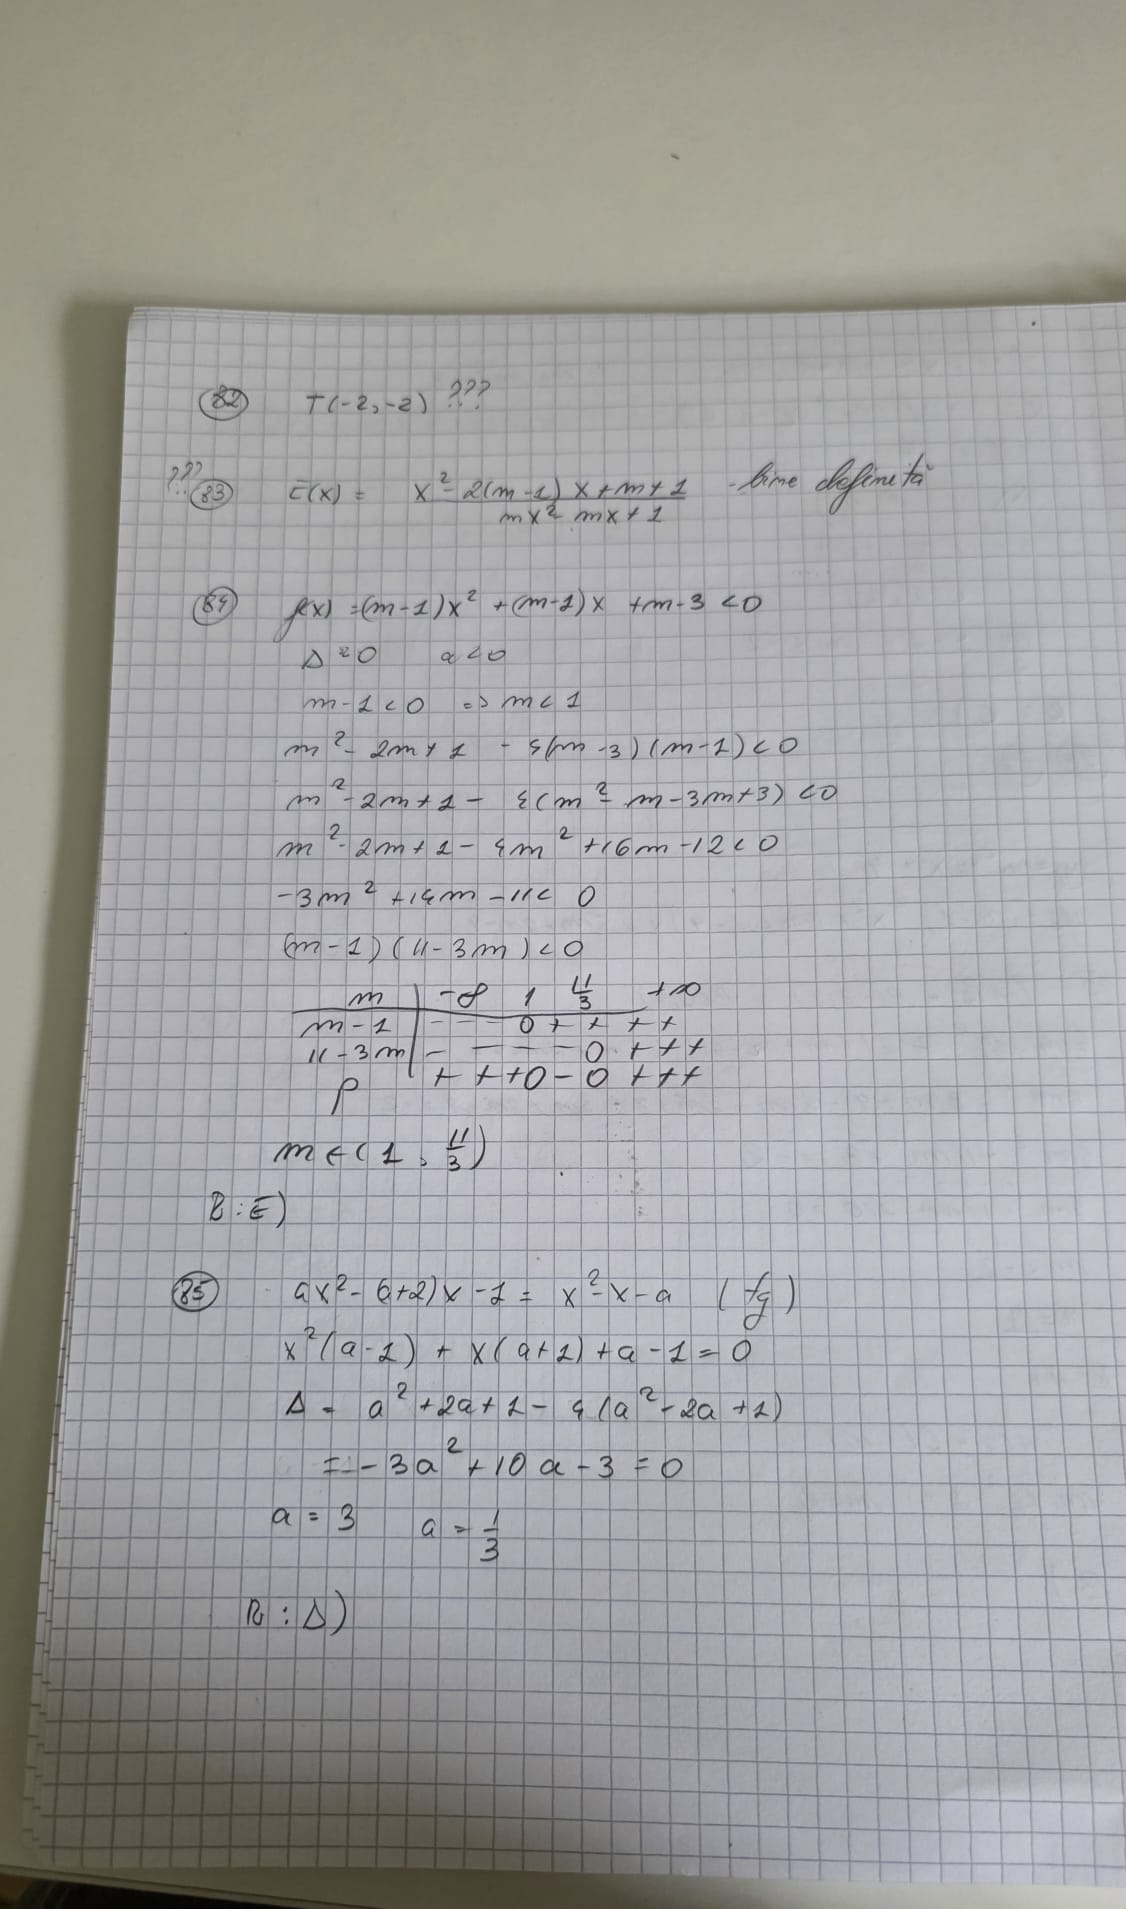 82 T(-2,-2) ???
??? 83 E(x) = x² - 2(m-1)x+m+1 / mx² - mx+1 - bine definită
84 f(x) = (m-1)x² + (m-1)x + m-3 <0
Δ<0 a<0
m-1<0 => m<1
m² - 2m+1 - 4(m-3)(m-1)<0
m² - 2m+1 - 4(m² - m-3m+3) <0
m² - 2m+1 - 4m² + 16m - 12<0
-3m² + 14m - 11< 0
(m-1)(11-3m)<0
m | -∞ 1 11/3 +∞
m-1 | - - - 0 + + + +
11-3m | - - - - - 0 + + +
P + + + 0 - 0 + + +
m∈(1, 11/3)
R:E)
85 ax² - (a+2)x - 1 = x² - x - a (tg)
x²(a-1) + x(a+1) + a - 1 = 0
Δ = a² + 2a + 1 - 4(a² - 2a + 1)
= -3a² + 10a - 3 = 0
a = 3 a = 1/3
R: Δ)